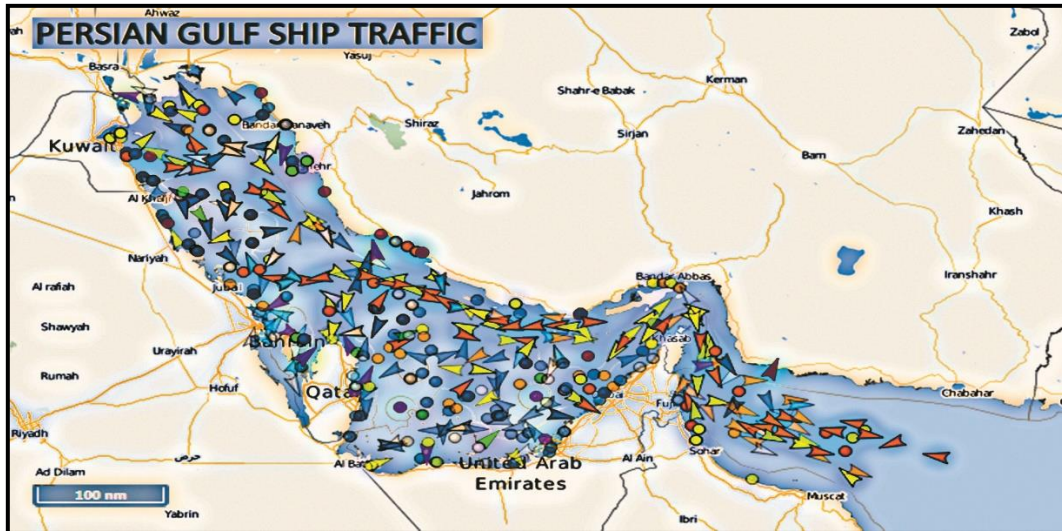 PERSIAN GULF SHIP TRAFFIC
Ahwaz
Yasuj
Zabol
Basra
Kerman
Shahr-e Babak
Shiraz
Sirjan
Zahedan
Kuwait
Bam
Jahrom
Al Khafji
Khash
Nariyah
Bandar Abbas
Iranshahr
Al rafiah
Jubail
Shawyah
Bahrain
Khasab
Urayirah
Rumah
Hofuf
Qatar
Chabahar
Riyadh
حرض
Sohar
Ad Dilam
United Arab
Al Ain
Emirates
100 nm
Muscat
Yabrin
Ibri